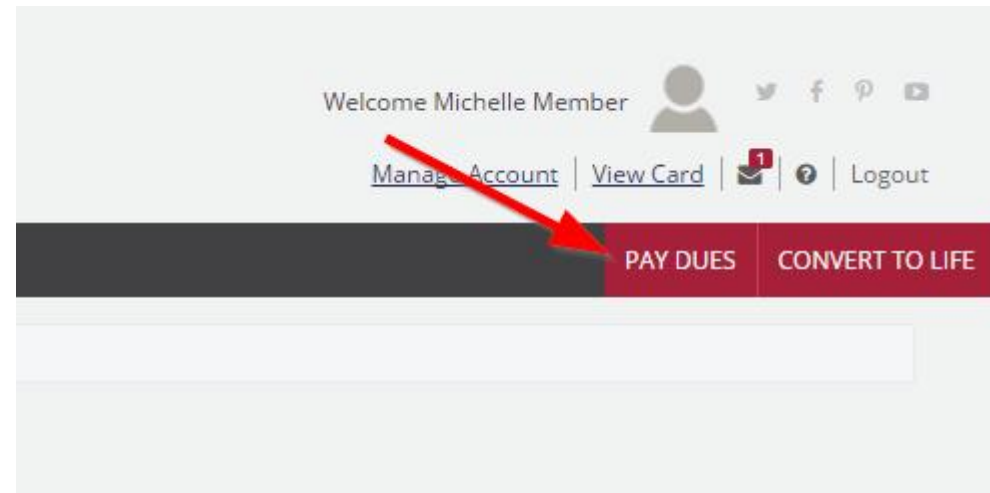 Welcome Michelle Member
Manage Account | View Card | 1 | ? | Logout
PAY DUES CONVERT TO LIFE